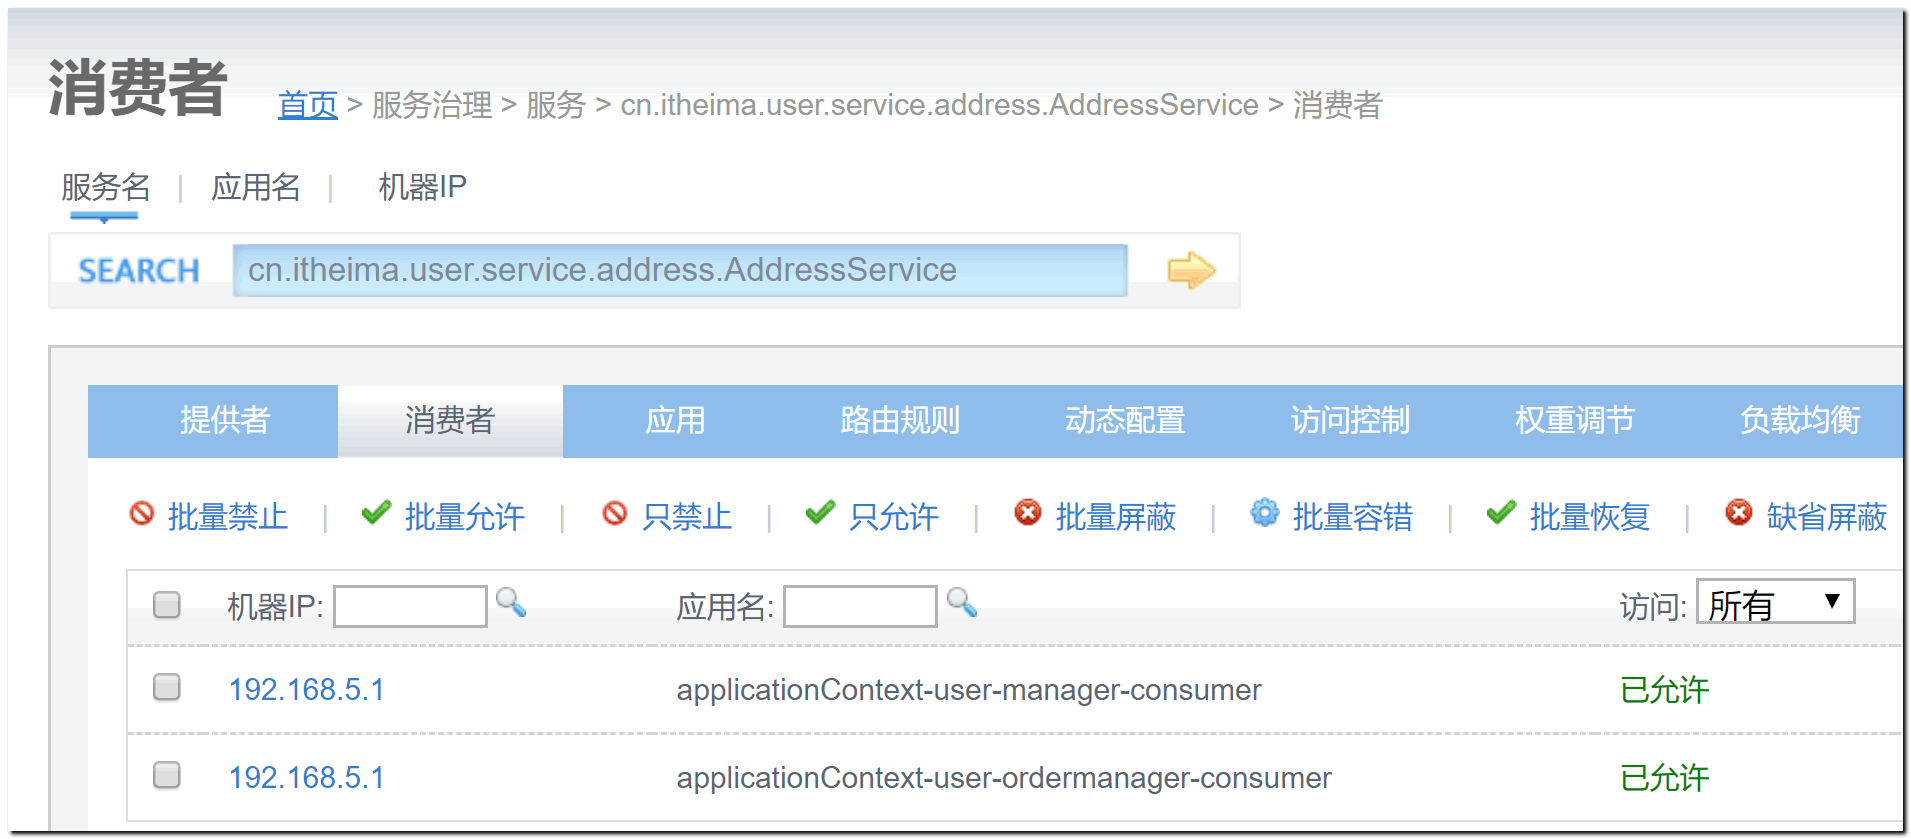 消费者 首页 > 服务治理 > 服务 > cn.itheima.user.service.address.AddressService > 消费者
服务名 | 应用名 | 机器IP
SEARCH cn.itheima.user.service.address.AddressService
提供者 消费者 应用 路由规则 动态配置 访问控制 权重调节 负载均衡
批量禁止 | 批量允许 | 只禁止 | 只允许 | 批量屏蔽 | 批量容错 | 批量恢复 | 缺省屏蔽
机器IP: 应用名: 访问: 所有
192.168.5.1 applicationContext-user-manager-consumer 已允许
192.168.5.1 applicationContext-user-ordermanager-consumer 已允许